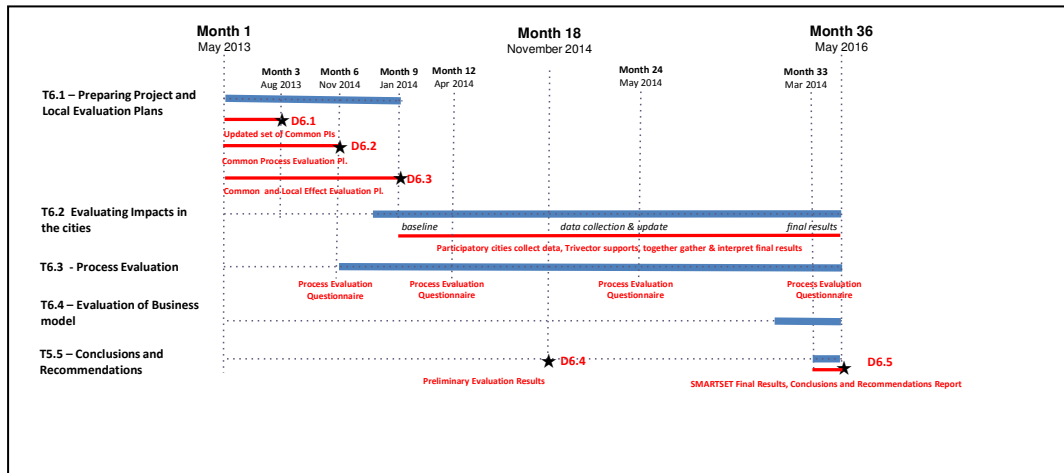 Month 1
May 2013
Month 18
November 2014
Month 36
May 2016
Month 3
Aug 2013
Month 6
Nov 2014
Month 9
Jan 2014
Month 12
Apr 2014
Month 24
May 2014
Month 33
Mar 2014
T6.1 – Preparing Project and
Local Evaluation Plans
D6.1
Updated set of Common PIs
D6.2
Common Process Evaluation Pl.
D6.3
Common and Local Effect Evaluation Pl.
T6.2 Evaluating Impacts in
the cities
baseline
data collection & update
final results
Participatory cities collect data, Trivector supports, together gather & interpret final results
T6.3 - Process Evaluation
Process Evaluation
Questionnaire
Process Evaluation
Questionnaire
Process Evaluation
Questionnaire
Process Evaluation
Questionnaire
T6.4 – Evaluation of Business
model
T5.5 – Conclusions and
Recommendations
D6.4
Preliminary Evaluation Results
D6.5
SMARTSET Final Results, Conclusions and Recommendations Report